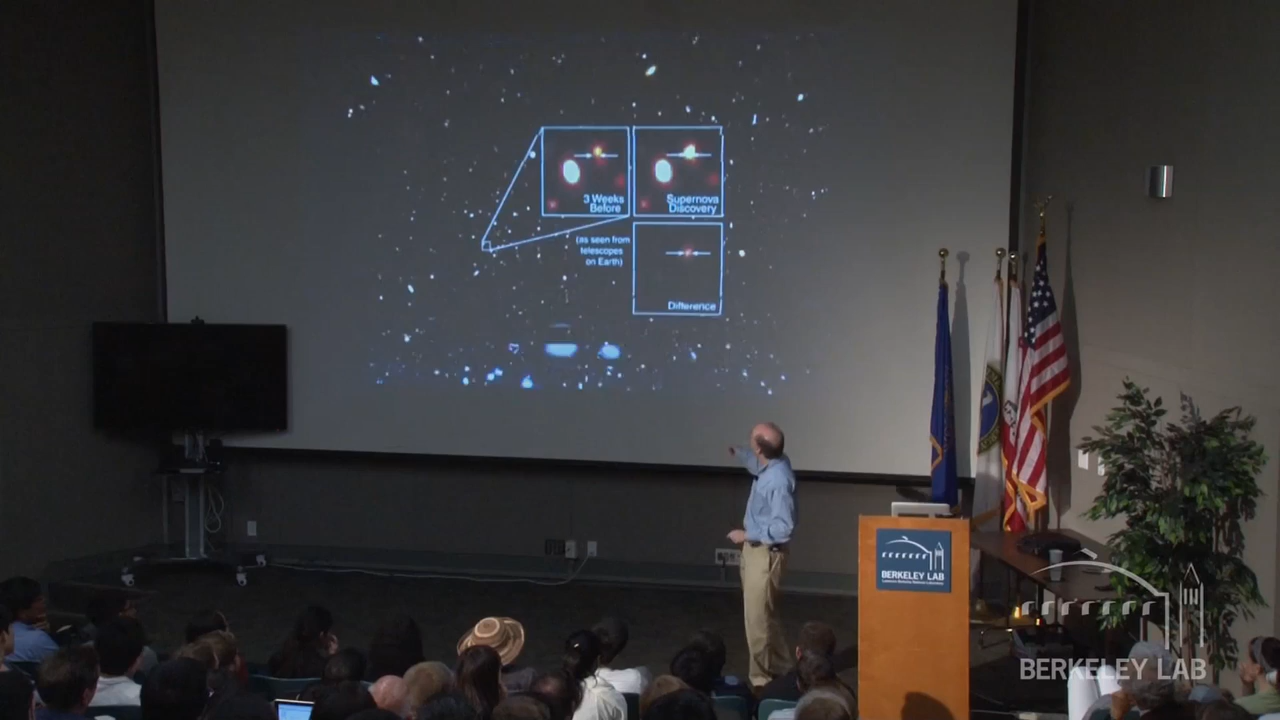 3 Weeks
Before
Supernova
Discovery
(as seen from
telescopes
on Earth)
Difference
BERKELEY LAB
BERKELEY LAB